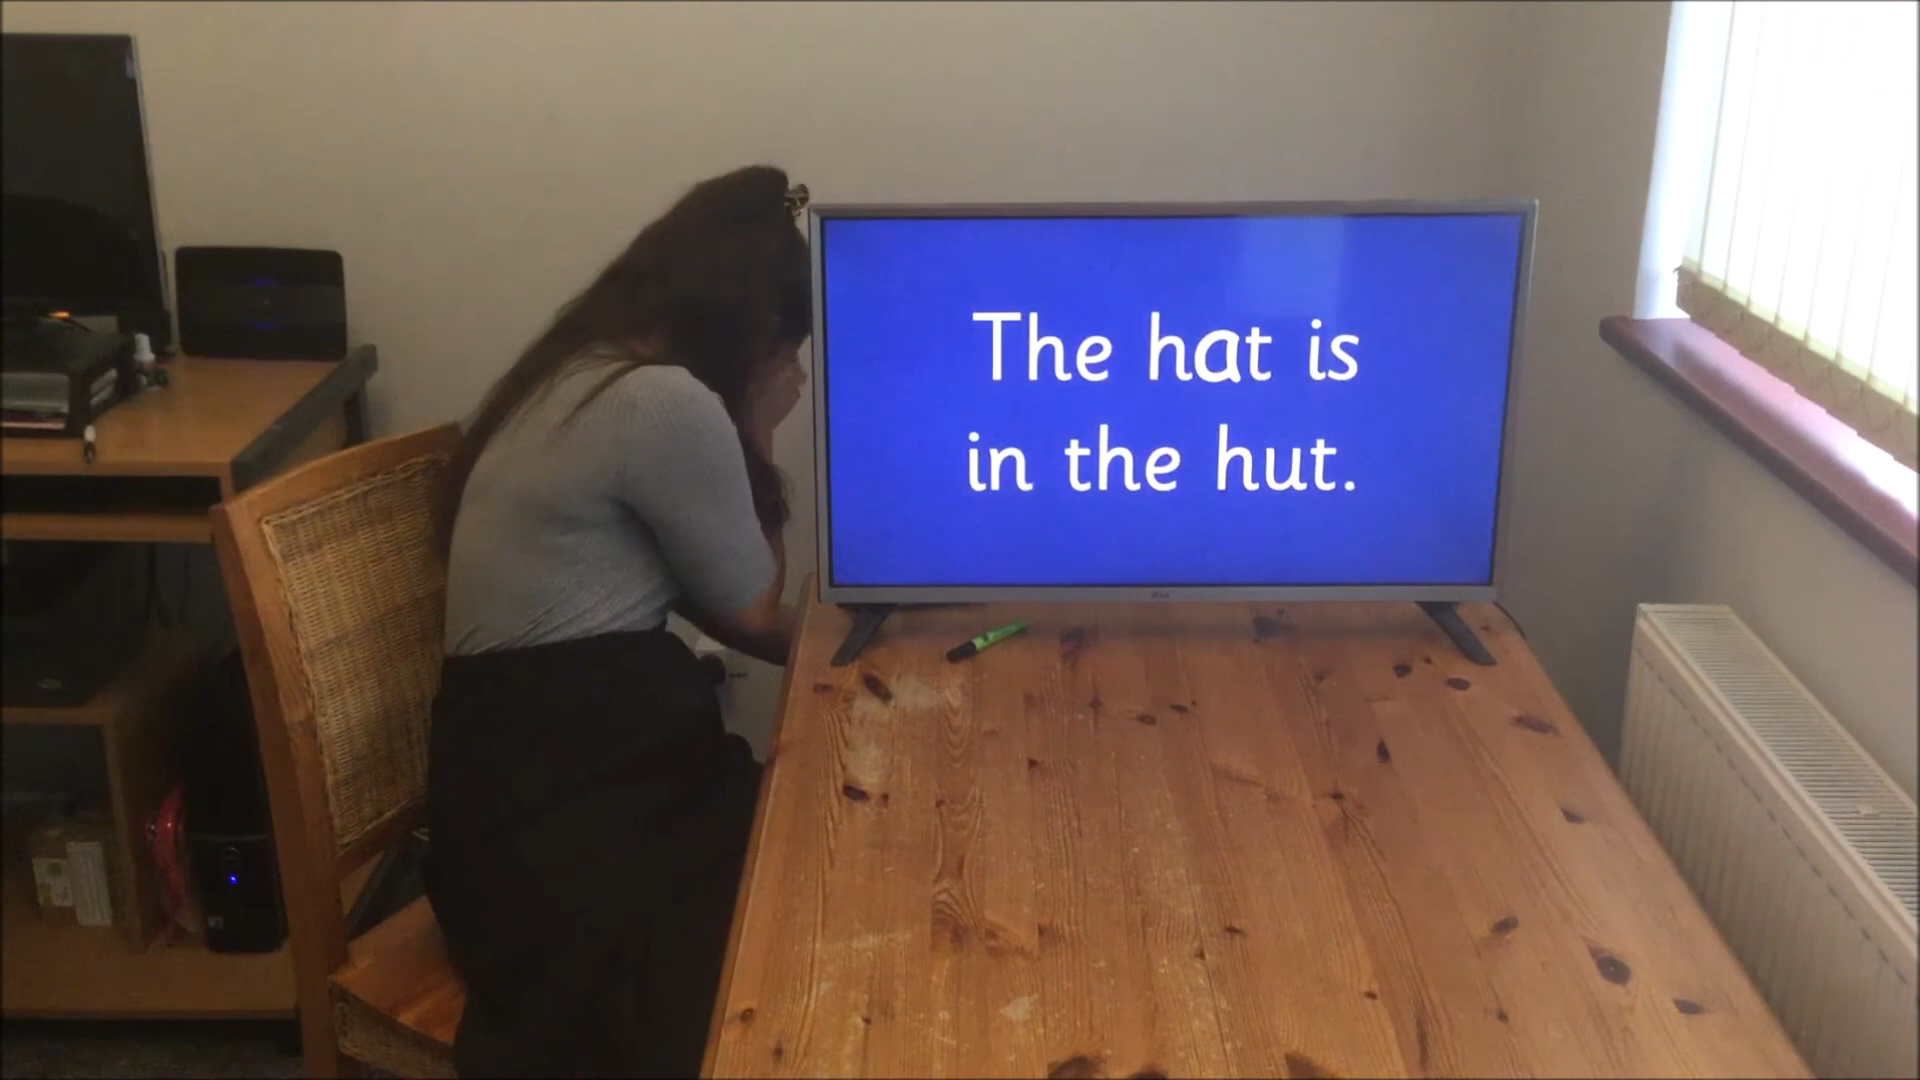 The hat is
in the hut.